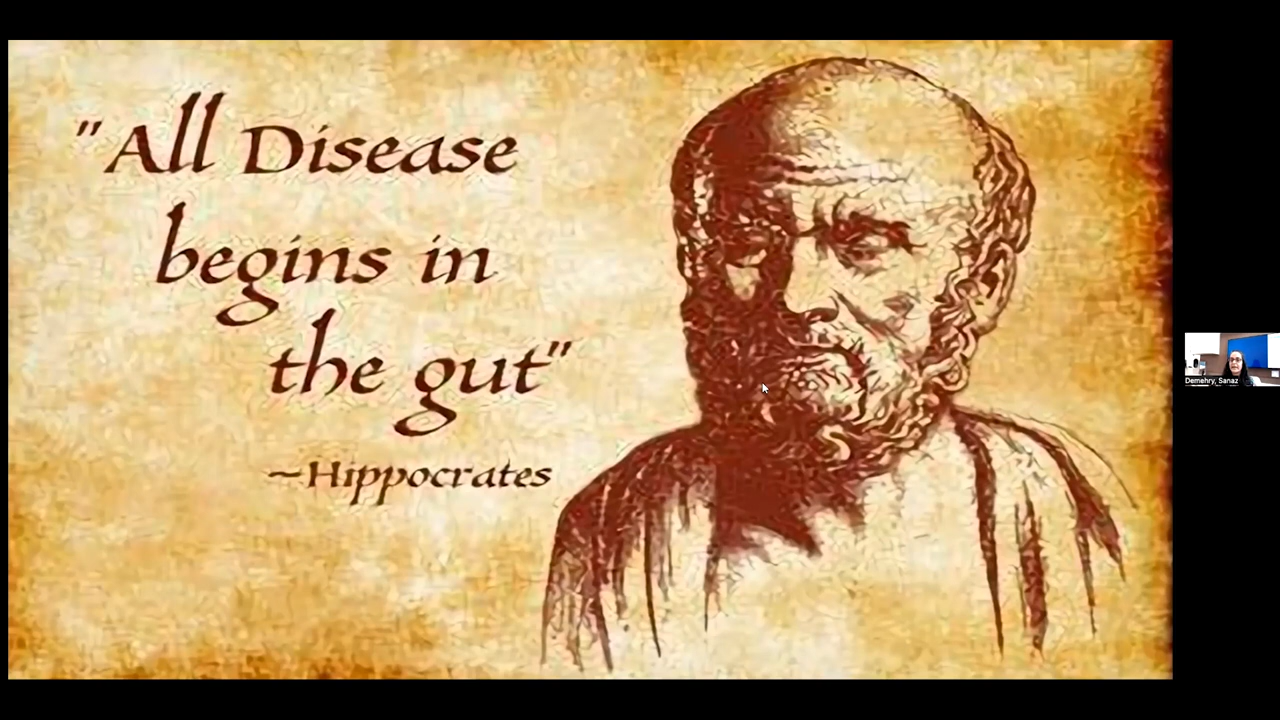 "All Disease
begins in
the gut"
~Hippocrates
Demehry, Sanaz